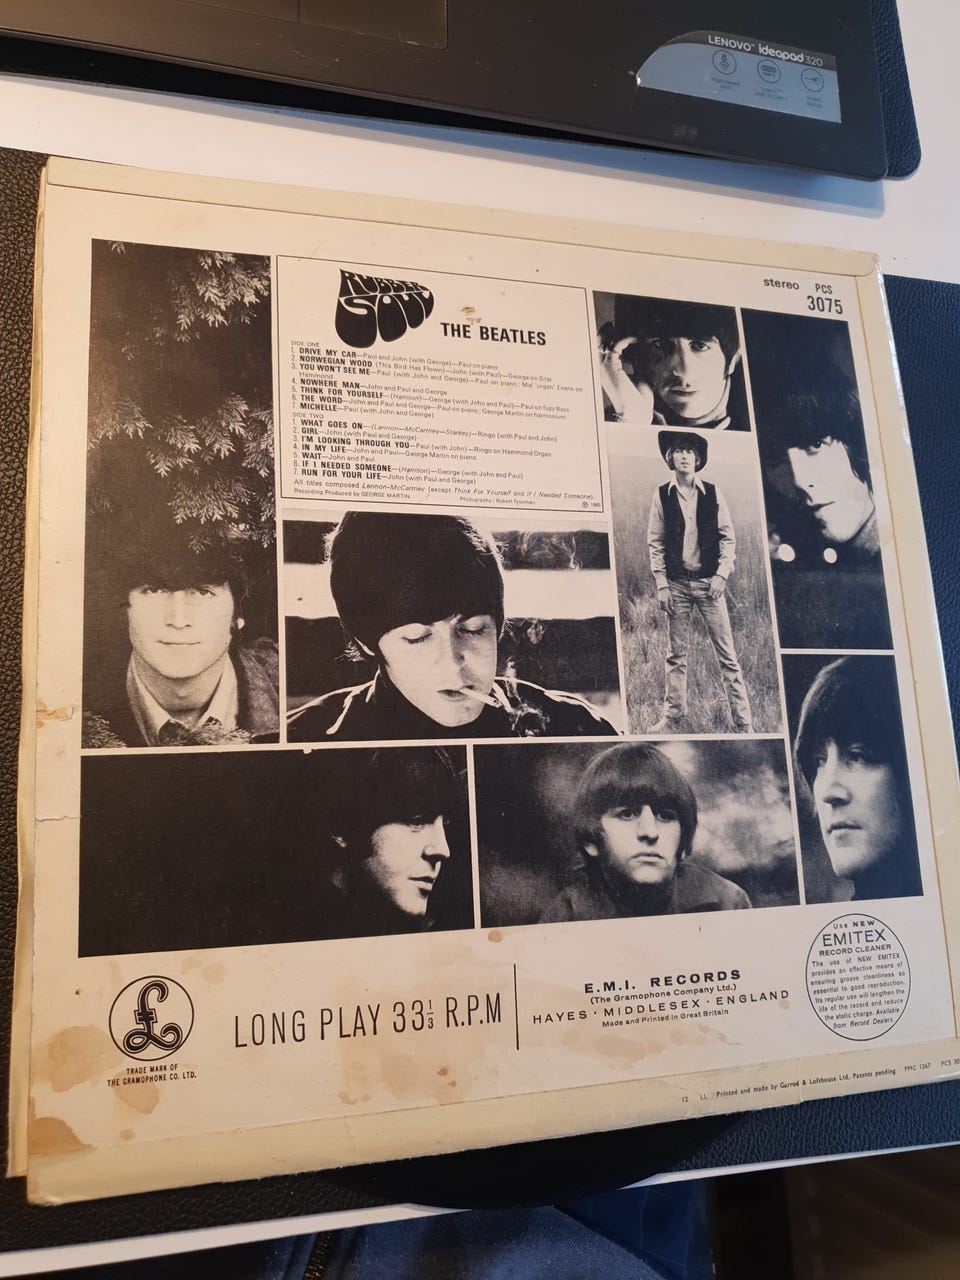 LENOVO™ ideapad 320
stereo PCS
3075
RUBBER
SOUL
THE BEATLES
SIDE ONE
1. DRIVE MY CAR—Paul and John (with George)—Paul on piano
2. NORWEGIAN WOOD (This Bird Has Flown)—John (with Paul)—George on Sitar
3. YOU WON'T SEE ME—Paul (with John and George)—Paul on piano; Mal 'organ' Evans on
Hammond
4. NOWHERE MAN—John and Paul and George
5. THINK FOR YOURSELF—(Harrison)—George (with John and Paul)—Paul on fuzz Bass
6. THE WORD—John and Paul and George—Paul on piano; George Martin on harmonium
7. MICHELLE—Paul (with John and George)
SIDE TWO
1. WHAT GOES ON—(Lennon-McCartney-Starkey)—Ringo (with Paul and John)
2. GIRL—John (with Paul and George)
3. I'M LOOKING THROUGH YOU—Paul (with John)—Ringo on Hammond Organ
4. IN MY LIFE—John and Paul—George Martin on piano
5. WAIT—John and Paul
6. IF I NEEDED SOMEONE—(Harrison)—George (with John and Paul)
7. RUN FOR YOUR LIFE—John (with Paul and George)
All titles composed Lennon-McCartney (except Think For Yourself and If I Needed Someone).
Recording Produced by GEORGE MARTIN Photography: Robert Freeman
℗ 1965
£
TRADE MARK OF
THE GRAMOPHONE CO. LTD.
LONG PLAY 33⅓ R.P.M
E.M.I. RECORDS
(The Gramophone Company Ltd.)
HAYES · MIDDLESEX · ENGLAND
Made and Printed in Great Britain
Use NEW
EMITEX
RECORD CLEANER
The use of NEW EMITEX
provides an effective means of
ensuring groove cleanliness so
essential to good reproduction.
Its regular use will lengthen the
life of the record and reduce
the static charge. Available
from Record Dealers.
12 LL Printed and made by Garrod & Lofthouse Ltd. Patents pending PMC 1267 PCS 30